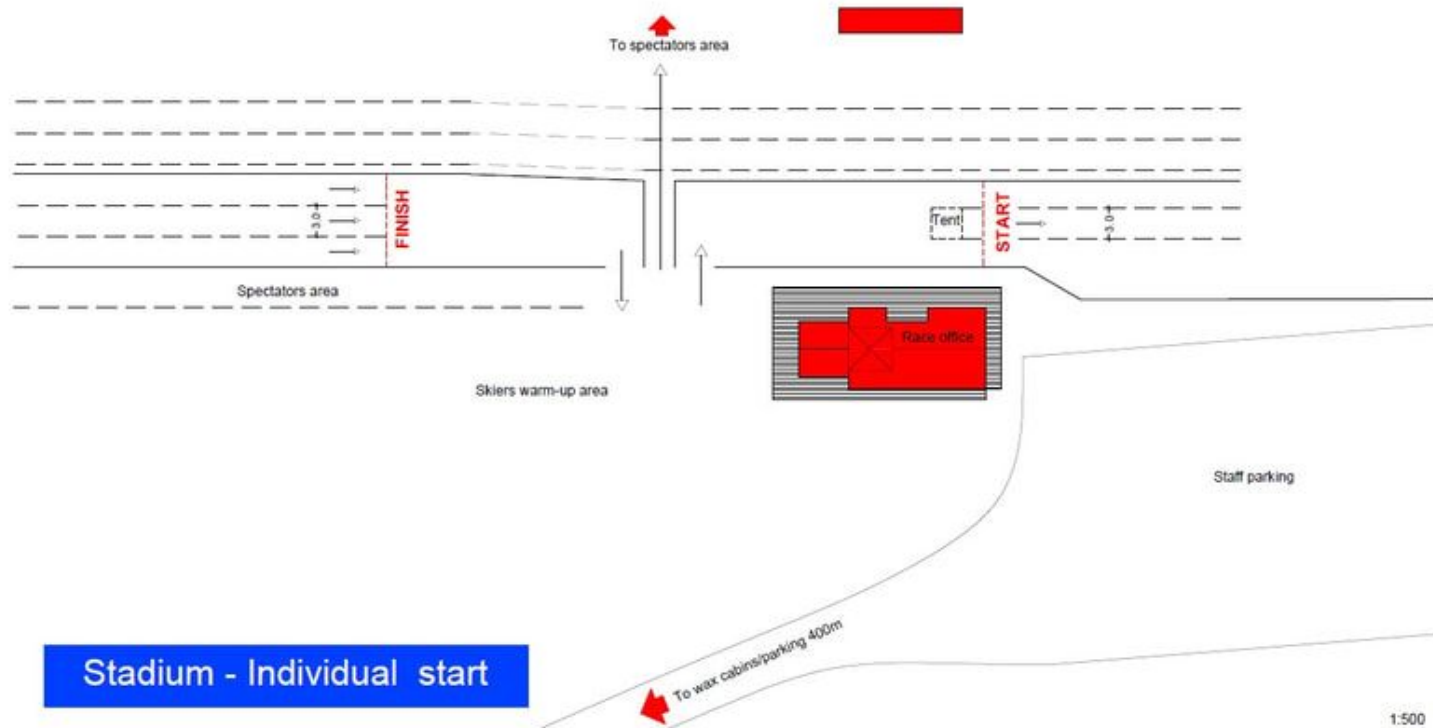 To spectators area
3.0
FINISH
Tent
START
3.0
Spectators area
Race office
Skiers warm-up area
Staff parking
To wax cabins/parking 400m
Stadium - Individual start
1:500